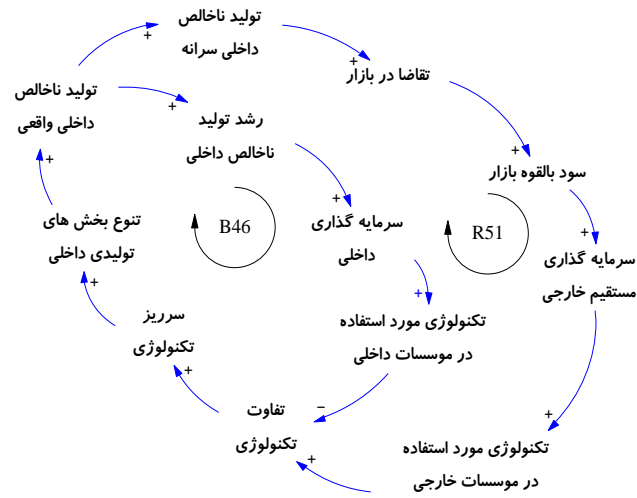 تولید ناخالص
داخلی سرانه
+
تقاضا در بازار
+
سود بالقوه بازار
+
سرمایه گذاری
مستقیم خارجی
+
تکنولوژی مورد استفاده
در موسسات خارجی
+
تفاوت
تکنولوژی
+
−
سرریز
تکنولوژی
+
تنوع بخش های
تولیدی داخلی
+
تولید ناخالص
داخلی واقعی
+
رشد تولید
ناخالص داخلی
+
سرمایه گذاری
داخلی
+
تکنولوژی مورد استفاده
در موسسات داخلی
+
B46
R51